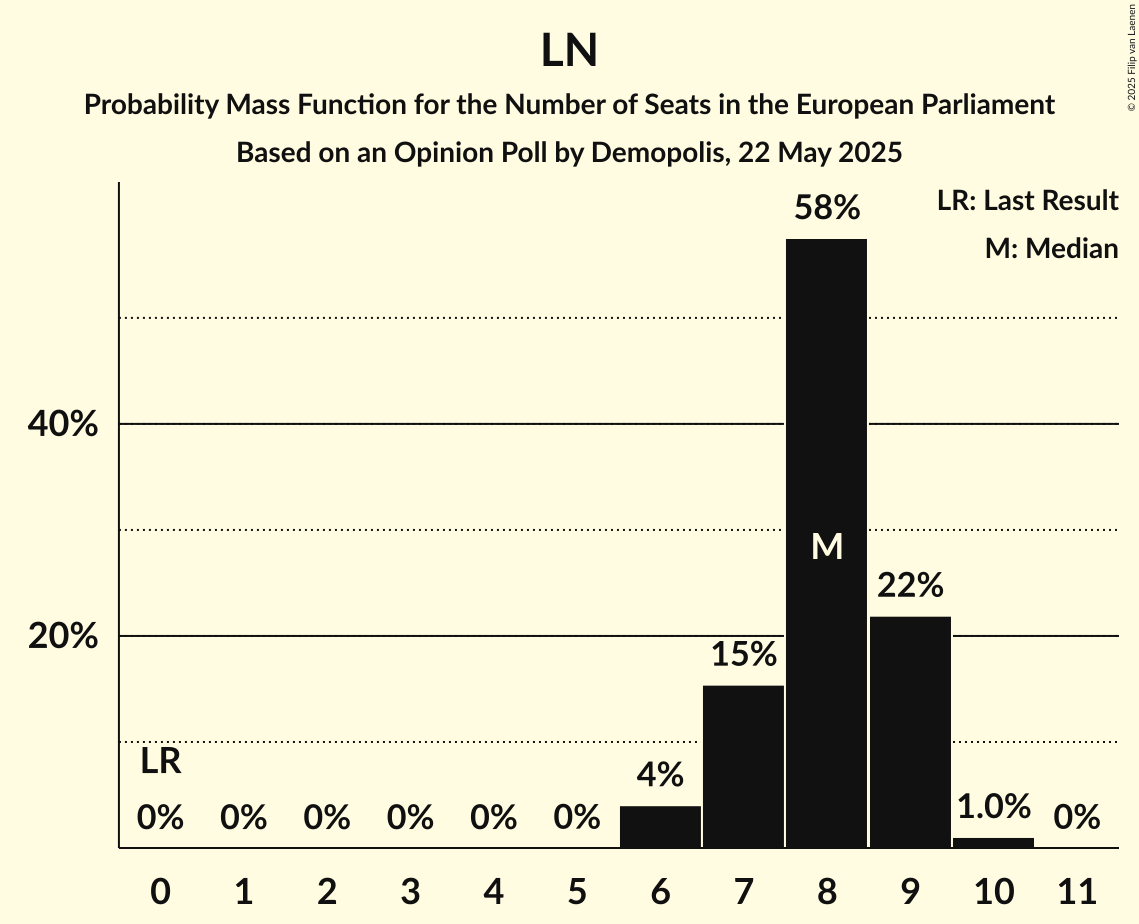 LN
Probability Mass Function for the Number of Seats in the European Parliament
Based on an Opinion Poll by Demopolis, 22 May 2025
© 2025 Filip van Laenen
LR: Last Result
M: Median
58%
40%
M
22%
20%
15%
LR
4%
1.0%
0% 0% 0% 0% 0% 0% 0%
0 1 2 3 4 5 6 7 8 9 10 11